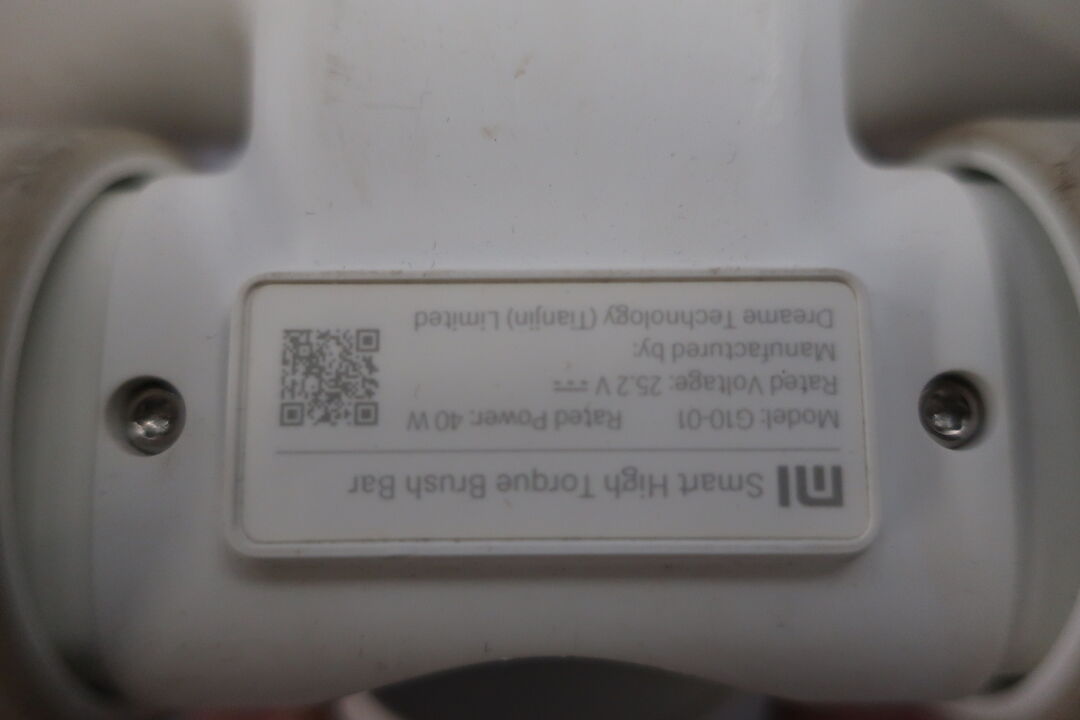 MI Smart High Torque Brush Bar
Model: G10-01 Rated Power: 40 W
Rated Voltage: 25.2 V ⎓
Manufactured by:
Dreame Technology (Tianjin) Limited